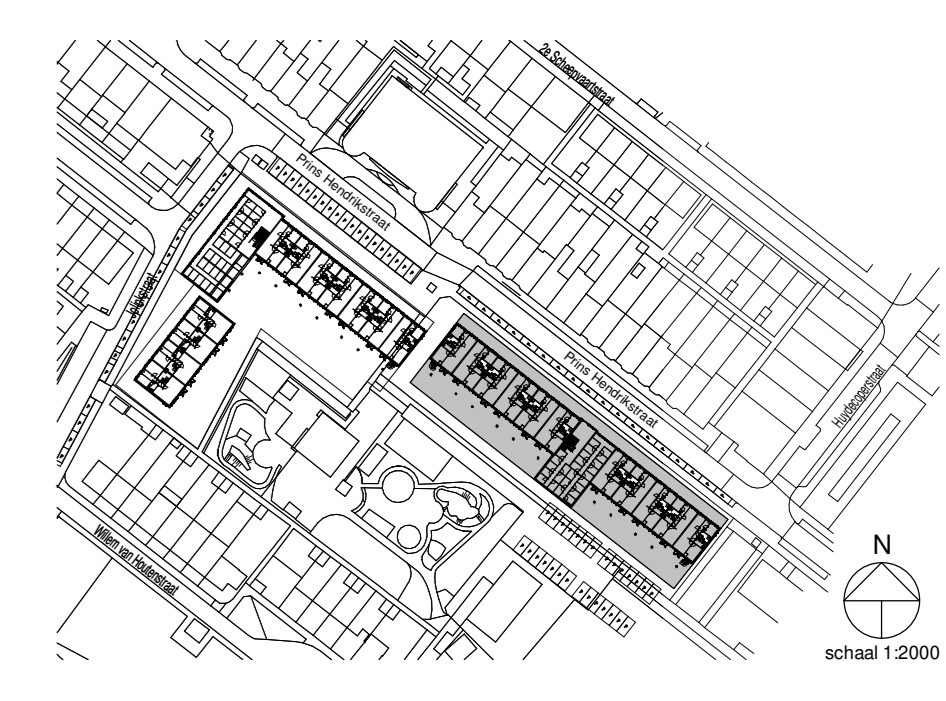 2e Scheepvaartstraat
Prins Hendrikstraat
Prins Hendrikstraat
Huydecoperstraat
Willem van Houtenstraat
N
schaal 1:2000